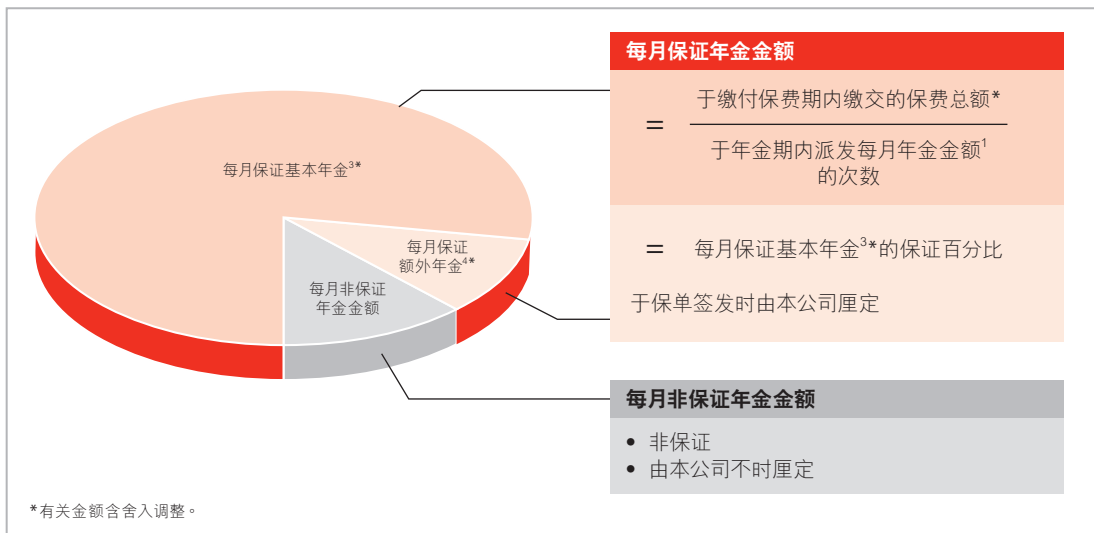 每月保证基本年金³*
每月保证
额外年金⁴*
每月非保证
年金金额
每月保证年金金额
=
于缴付保费期内缴交的保费总额*
于年金期内派发每月年金金额¹
的次数
= 每月保证基本年金³*的保证百分比
于保单签发时由本公司厘定
每月非保证年金金额
• 非保证
• 由本公司不时厘定
*有关金额含舍入调整。